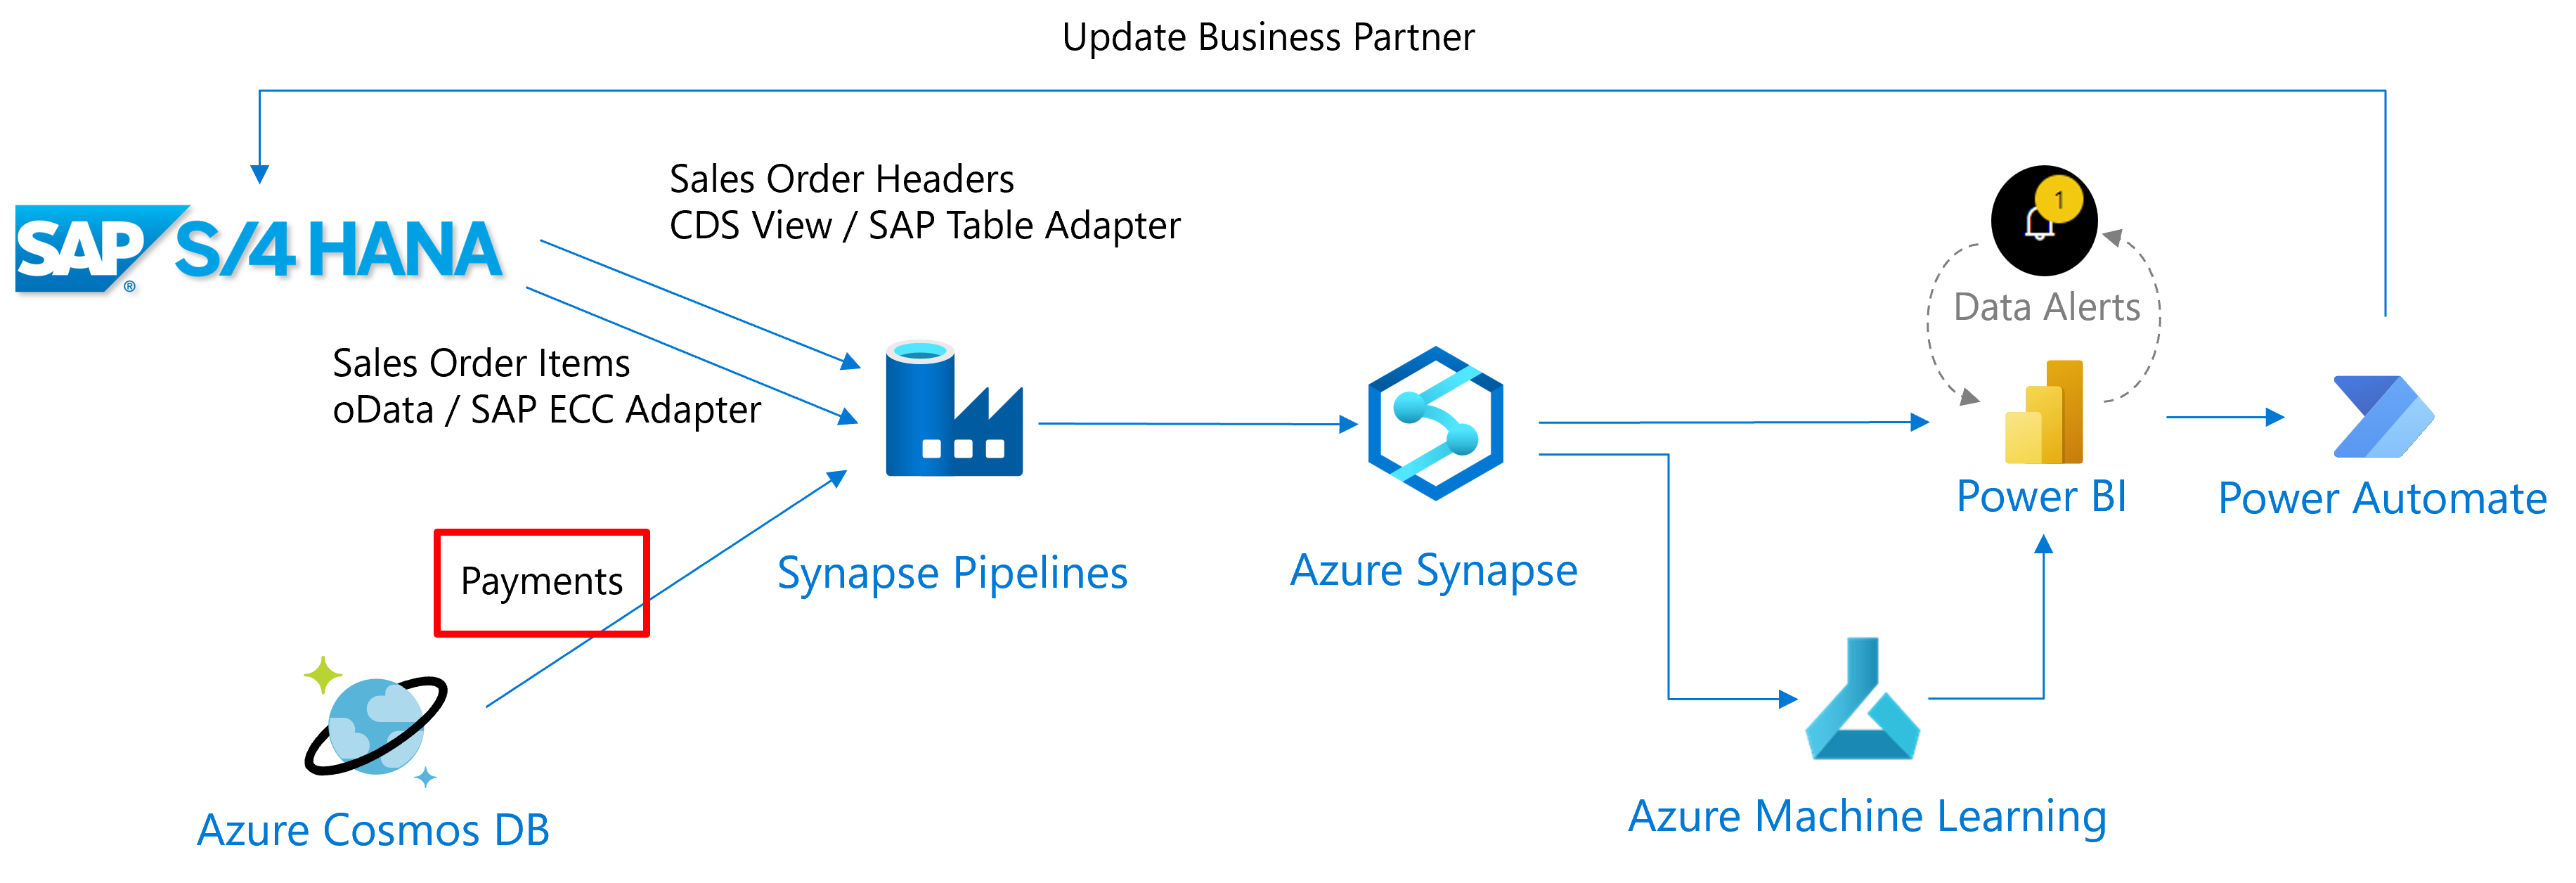 Update Business Partner
Sales Order Headers
CDS View / SAP Table Adapter
1
SAP S/4 HANA
®
Data Alerts
Sales Order Items
oData / SAP ECC Adapter
Power BI
Power Automate
Payments
Synapse Pipelines
Azure Synapse
Azure Cosmos DB
Azure Machine Learning